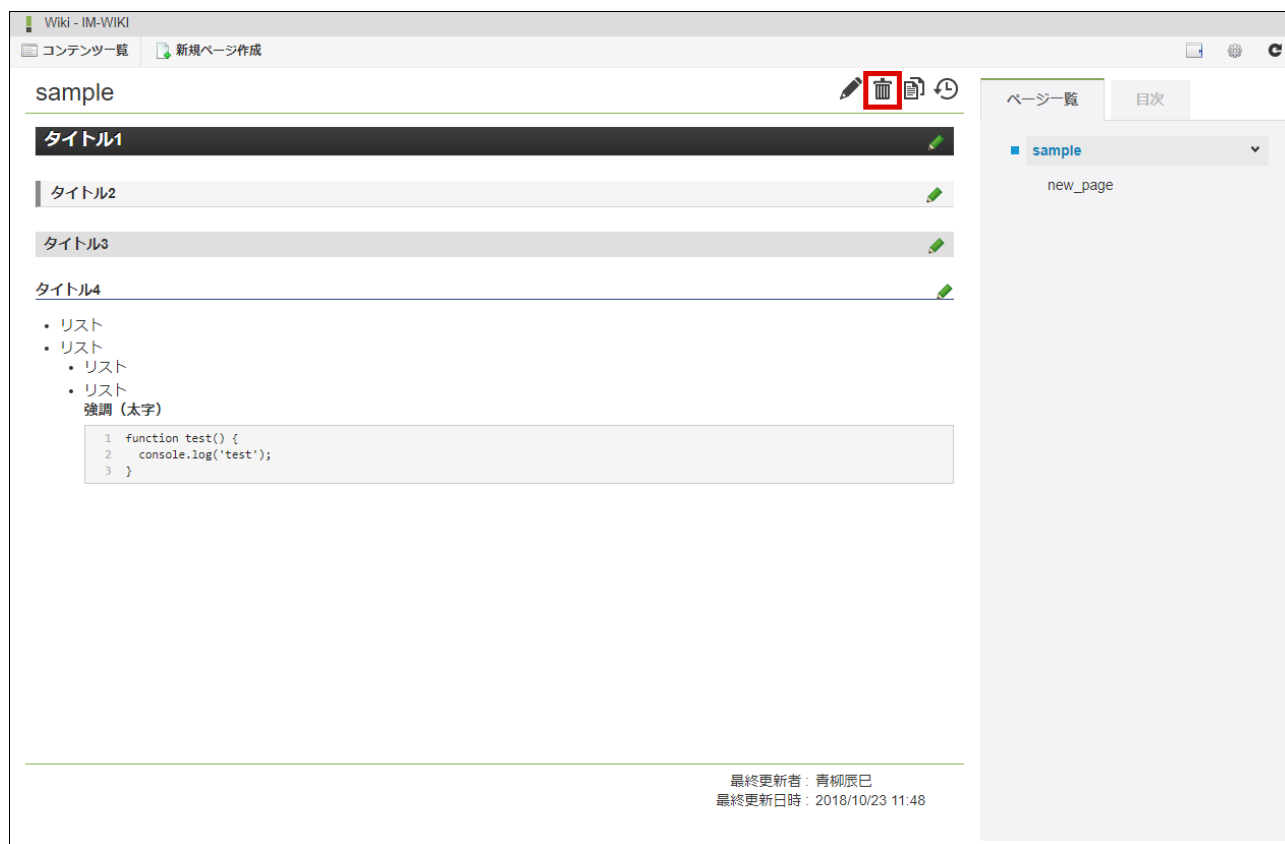 Wiki - IM-WIKI
コンテンツ一覧 新規ページ作成
sample
ページ一覧 目次
タイトル1
sample
new_page
タイトル2
タイトル3
タイトル4
• リスト
• リスト
• リスト
• リスト
強調（太字）
1 function test() {
2 console.log('test');
3 }
最終更新者 : 青柳辰巳
最終更新日時 : 2018/10/23 11:48